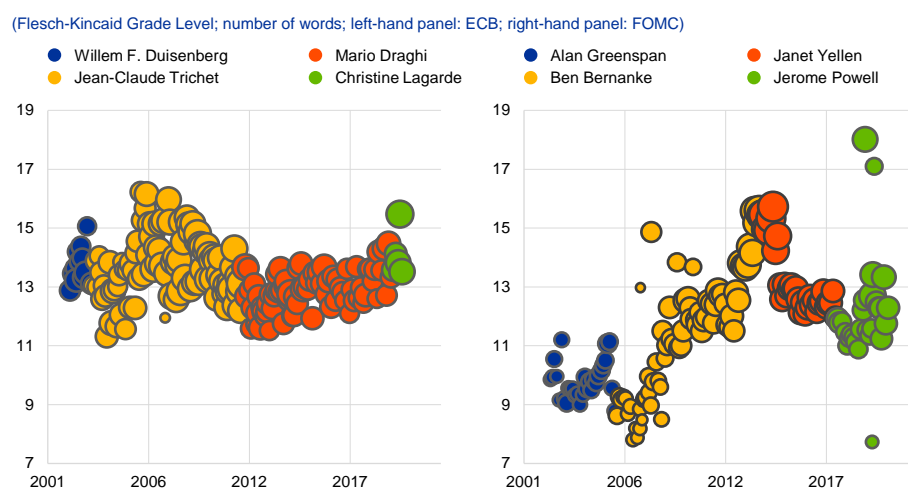 (Flesch-Kincaid Grade Level; number of words; left-hand panel: ECB; right-hand panel: FOMC)
Willem F. Duisenberg
Mario Draghi
Jean-Claude Trichet
Christine Lagarde
Alan Greenspan
Janet Yellen
Ben Bernanke
Jerome Powell
19
17
15
13
11
9
7
2001
2006
2012
2017
19
17
15
13
11
9
7
2001
2006
2012
2017